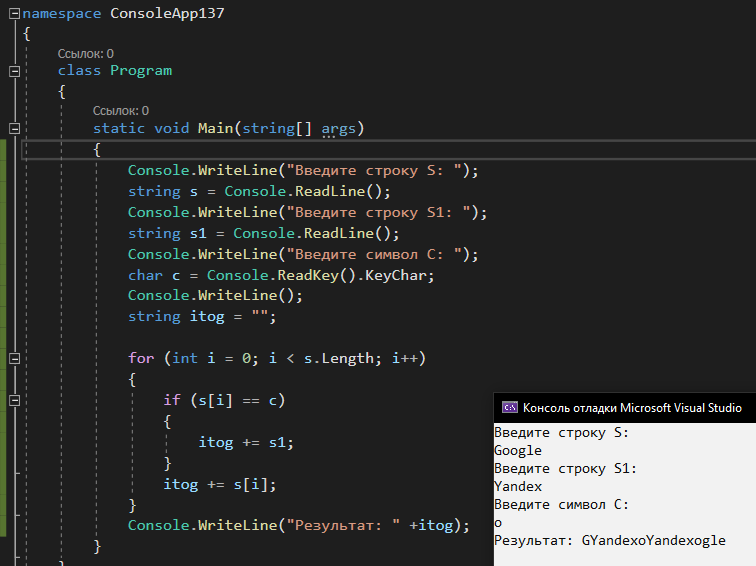 namespace ConsoleApp137
{
Ссылок: 0
class Program
{
Ссылок: 0
static void Main(string[] args)
{
Console.WriteLine("Введите строку S: ");
string s = Console.ReadLine();
Console.WriteLine("Введите строку S1: ");
string s1 = Console.ReadLine();
Console.WriteLine("Введите символ C: ");
char c = Console.ReadKey().KeyChar;
Console.WriteLine();
string itog = "";
for (int i = 0; i < s.Length; i++)
{
if (s[i] == c)
{
itog += s1;
}
itog += s[i];
}
Console.WriteLine("Результат: " +itog);
}
Консоль отладки Microsoft Visual Studio
Введите строку S:
Google
Введите строку S1:
Yandex
Введите символ C:
o
Результат: GYandexoYandexogle